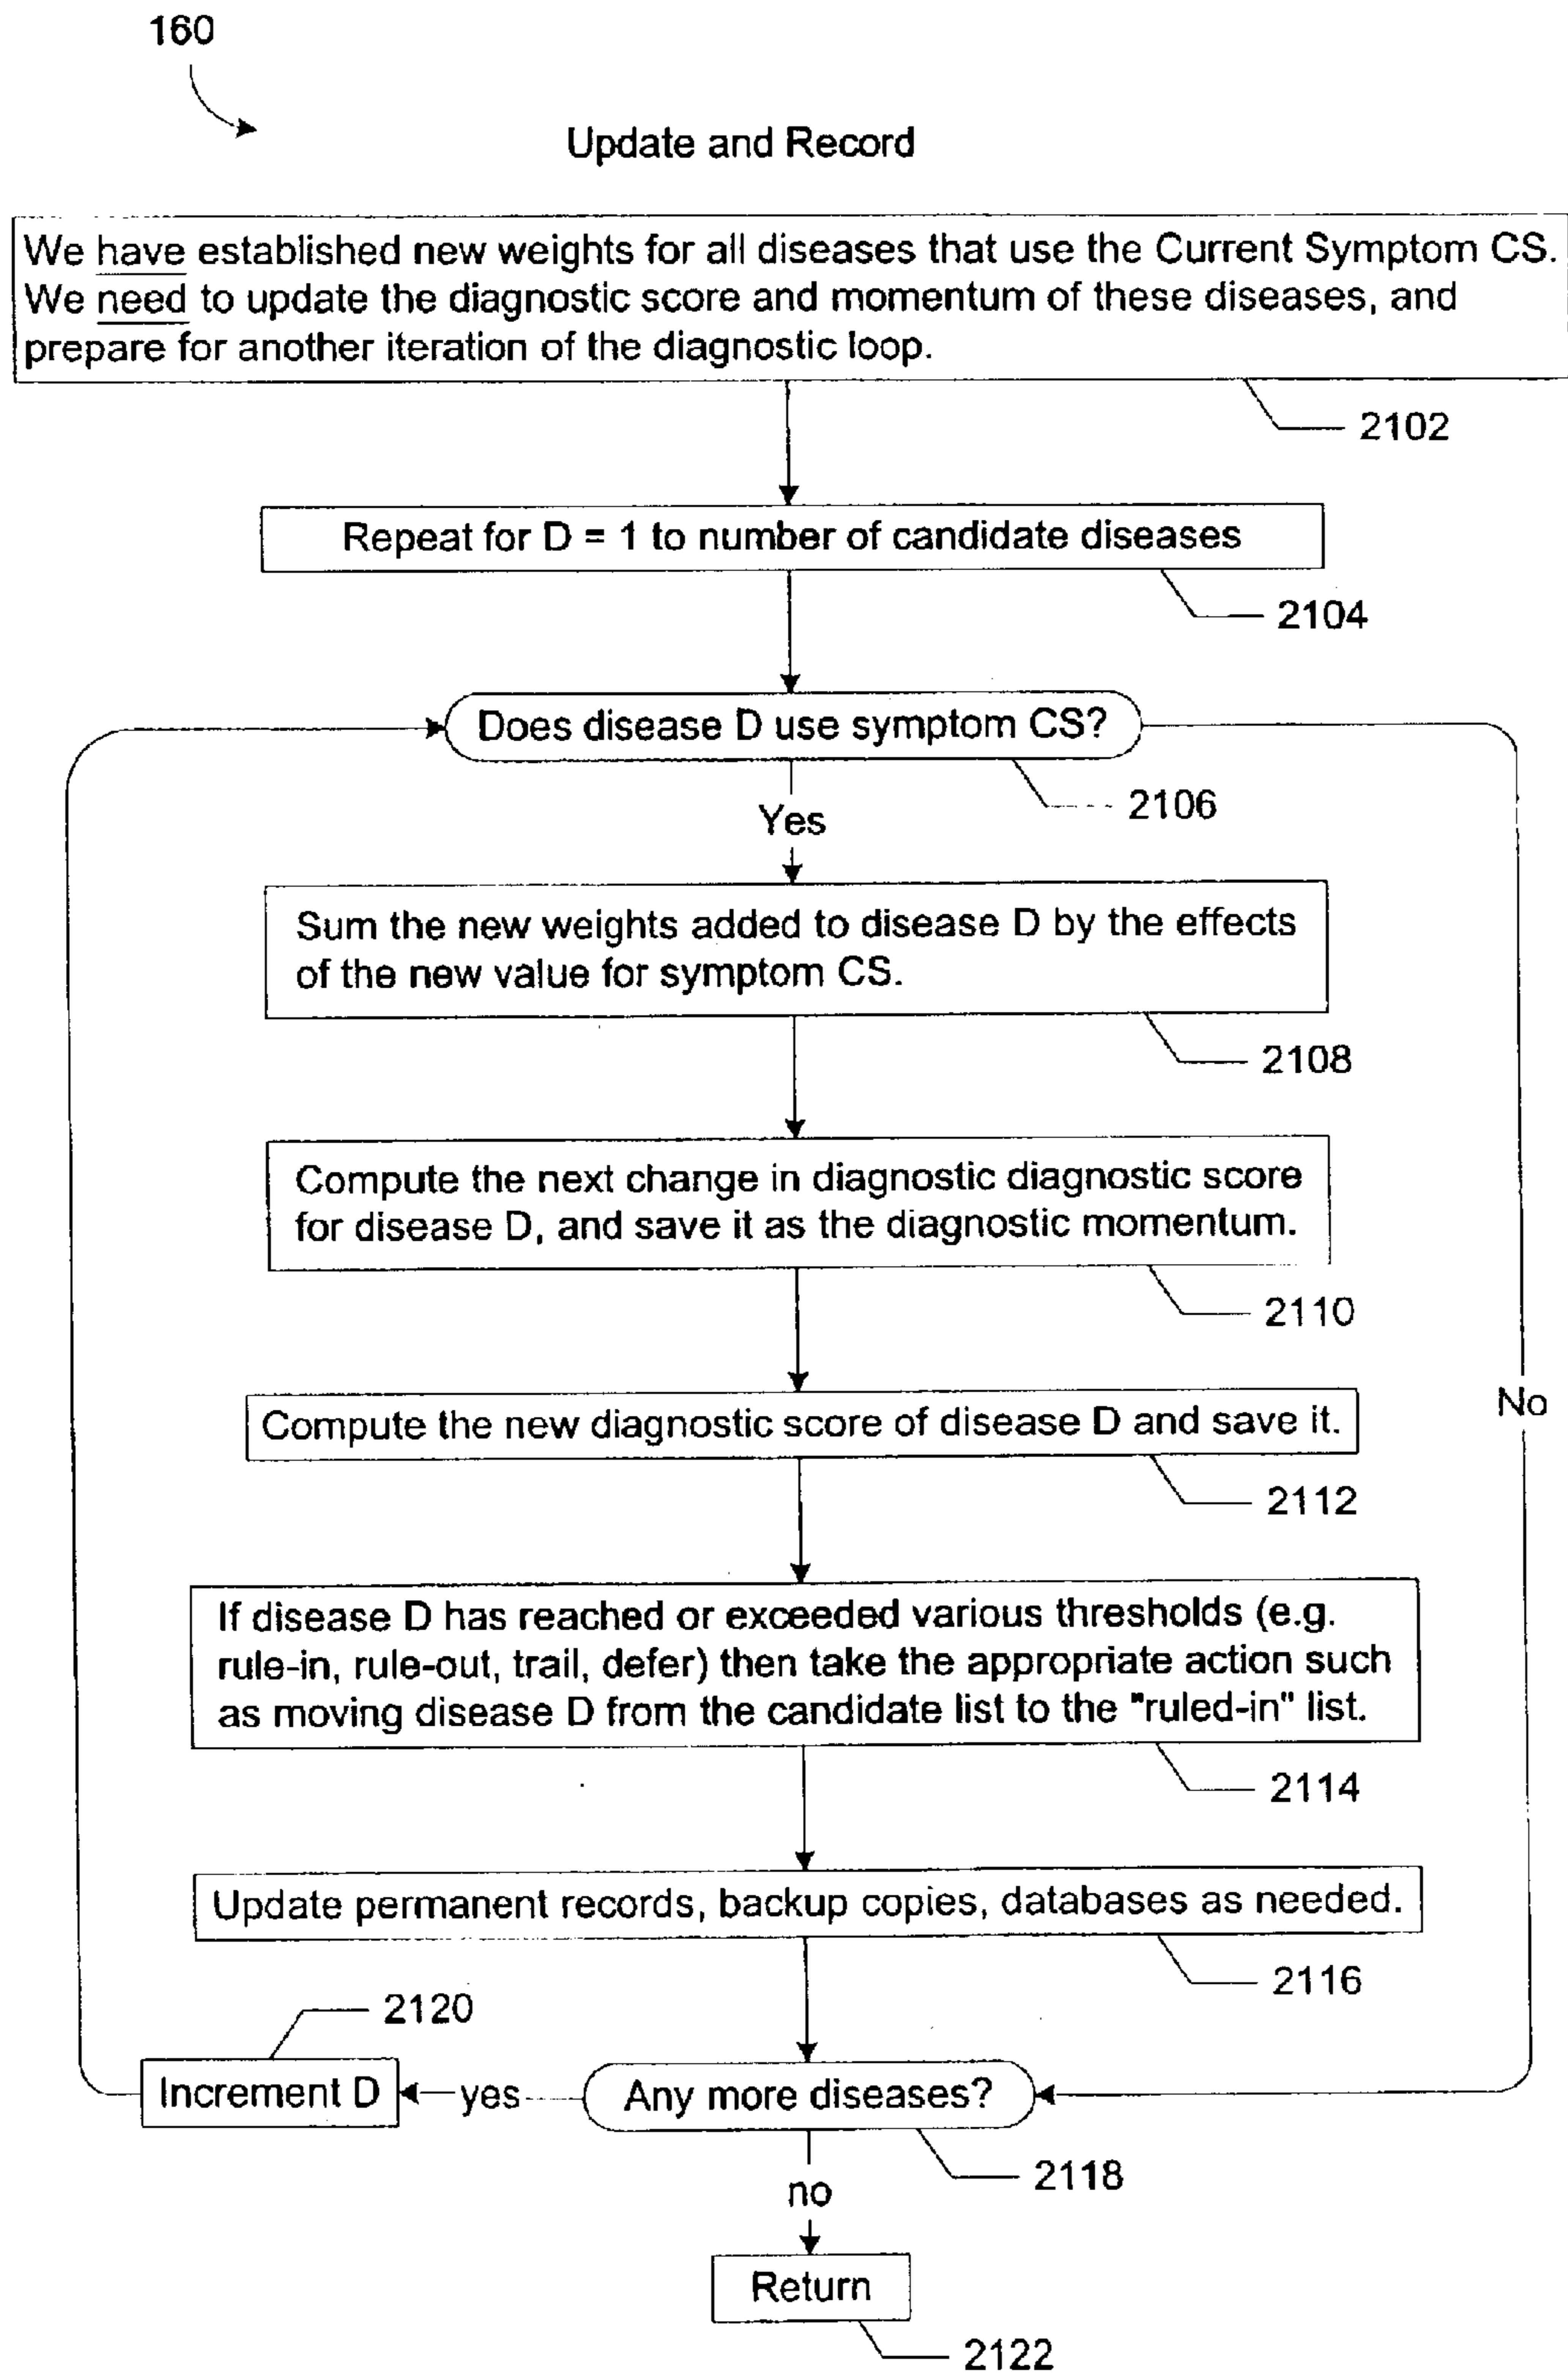 160
Update and Record
We have established new weights for all diseases that use the Current Symptom CS.
We need to update the diagnostic score and momentum of these diseases, and
prepare for another iteration of the diagnostic loop.
2102
Repeat for D = 1 to number of candidate diseases
2104
Does disease D use symptom CS?
2106
Yes
Sum the new weights added to disease D by the effects
of the new value for symptom CS.
2108
Compute the next change in diagnostic diagnostic score
for disease D, and save it as the diagnostic momentum.
2110
No
Compute the new diagnostic score of disease D and save it.
2112
If disease D has reached or exceeded various thresholds (e.g.
rule-in, rule-out, trail, defer) then take the appropriate action such
as moving disease D from the candidate list to the "ruled-in" list.
2114
Update permanent records, backup copies, databases as needed.
2116
2120
Increment D
yes
Any more diseases?
2118
no
Return
2122